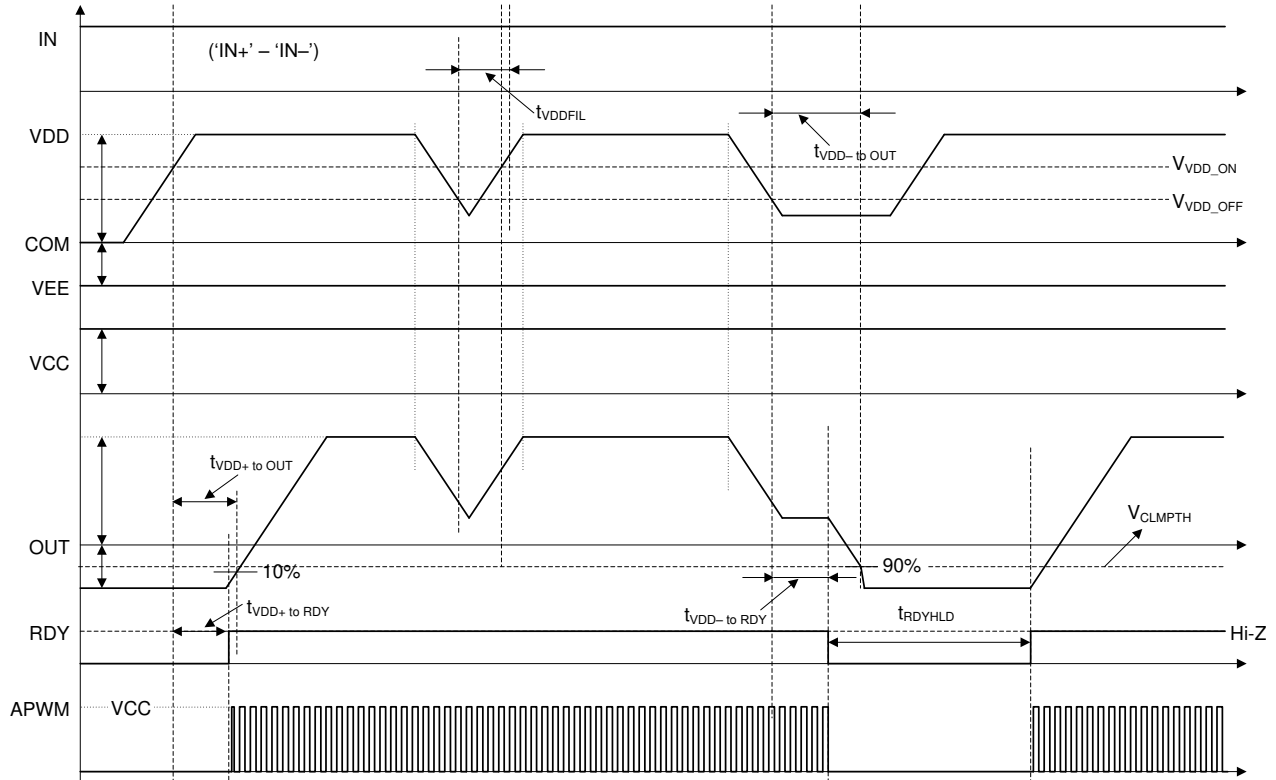 IN
(‘IN+’ – ‘IN–’)
tVDDFIL
VDD
tVDD– to OUT
VVDD_ON
VVDD_OFF
COM
VEE
VCC
tVDD+ to OUT
VCLMPTH
OUT
10%
90%
tVDD+ to RDY
tVDD– to RDY
tRDYHLD
RDY
Hi-Z
APWM
VCC